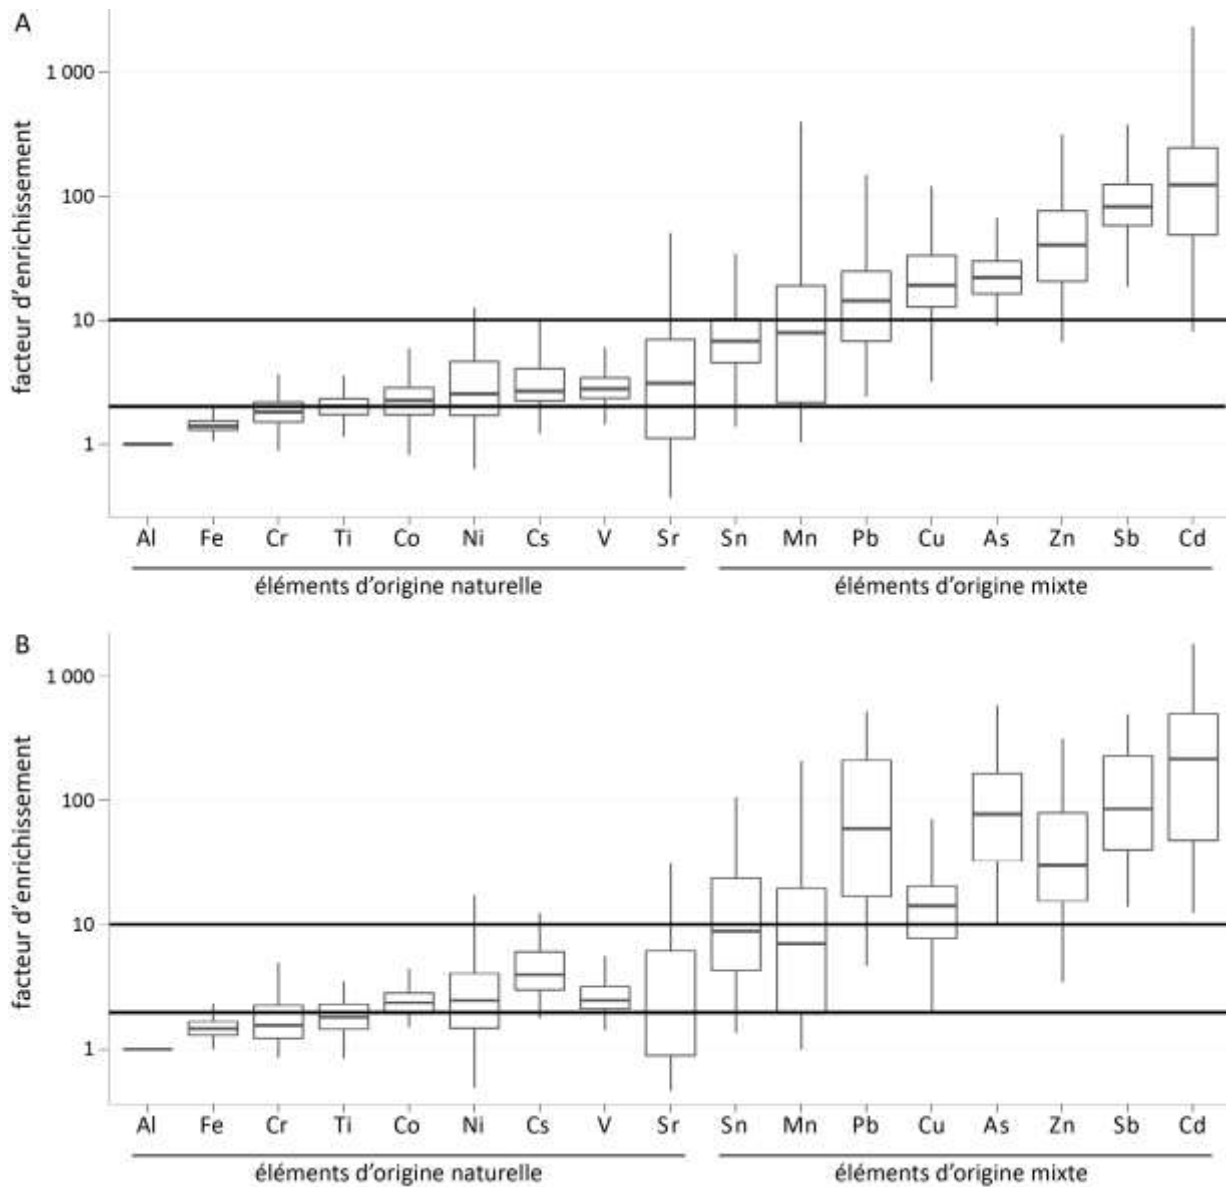 A
facteur d'enrichissement
1 000
100
10
1
Al Fe Cr Ti Co Ni Cs V Sr Sn Mn Pb Cu As Zn Sb Cd
éléments d'origine naturelle éléments d'origine mixte
B
facteur d'enrichissement
1 000
100
10
1
Al Fe Cr Ti Co Ni Cs V Sr Sn Mn Pb Cu As Zn Sb Cd
éléments d'origine naturelle éléments d'origine mixte